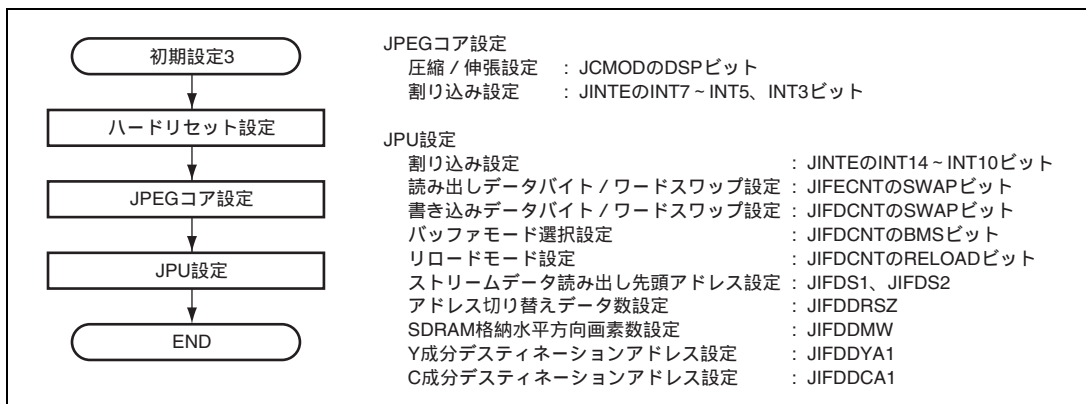 初期設定3
ハードリセット設定
JPEGコア設定
JPU設定
END
JPEGコア設定
圧縮／伸張設定 : JCMODのDSPビット
割り込み設定 : JINTEのINT7～INT5、INT3ビット
JPU設定
割り込み設定 : JINTEのINT14～INT10ビット
読み出しデータバイト／ワードスワップ設定 : JIFECNTのSWAPビット
書き込みデータバイト／ワードスワップ設定 : JIFDCNTのSWAPビット
バッファモード選択設定 : JIFDCNTのBMSビット
リロードモード設定 : JIFDCNTのRELOADビット
ストリームデータ読み出し先頭アドレス設定 : JIFDS1、JIFDS2
アドレス切り替えデータ数設定 : JIFDDRSZ
SDRAM格納水平方向画素数設定 : JIFDDMW
Y成分デスティネーションアドレス設定 : JIFDDYA1
C成分デスティネーションアドレス設定 : JIFDDCA1